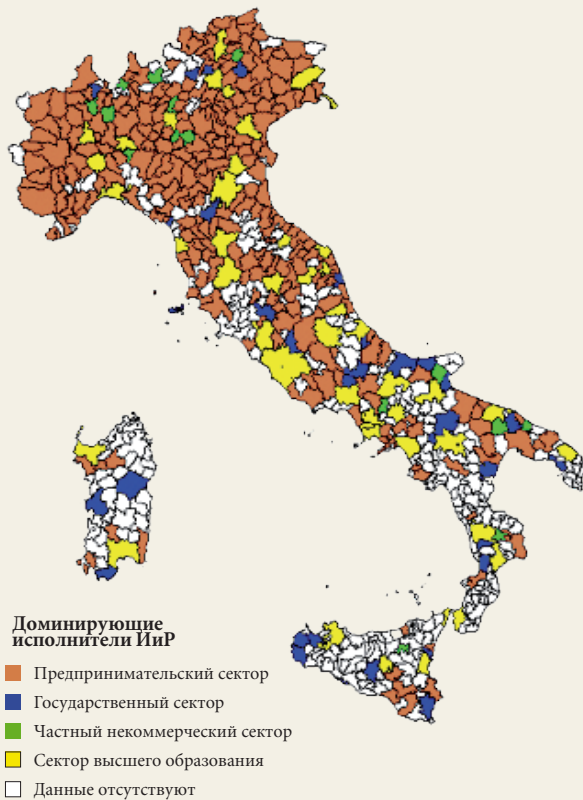 Доминирующие
исполнители ИиР
Предпринимательский сектор
Государственный сектор
Частный некоммерческий сектор
Сектор высшего образования
Данные отсутствуют